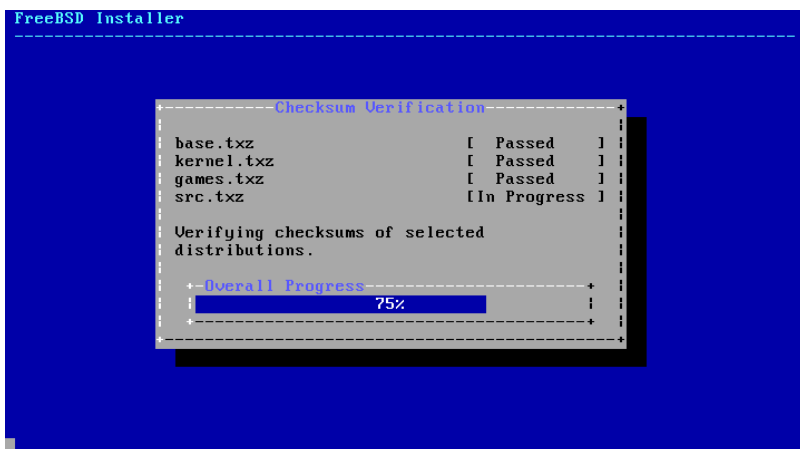 FreeBSD Installer
Checksum Verification
base.txz [ Passed ]
kernel.txz [ Passed ]
games.txz [ Passed ]
src.txz [In Progress ]
Verifying checksums of selected
distributions.
Overall Progress
75%